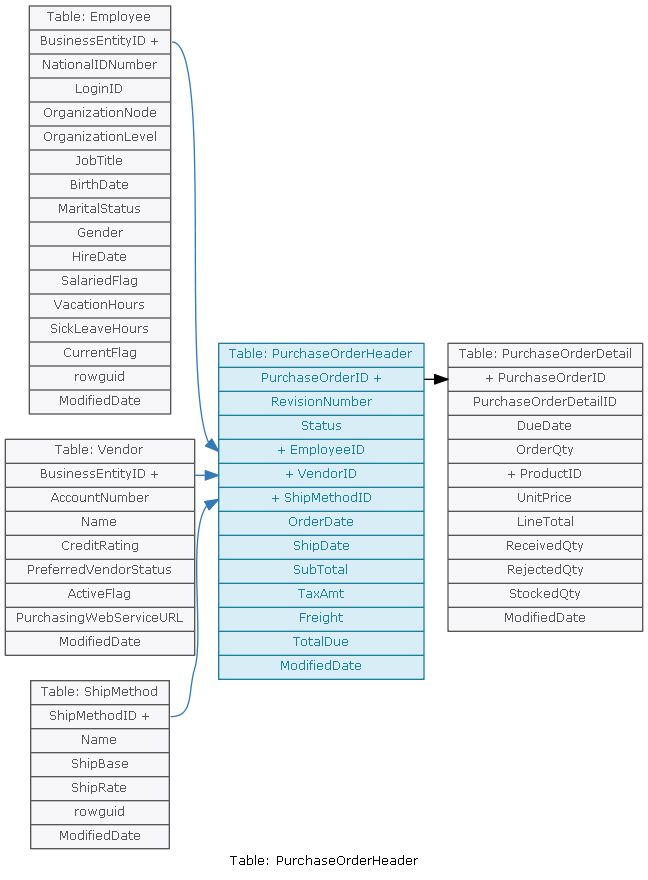 Table: Employee
BusinessEntityID +
NationalIDNumber
LoginID
OrganizationNode
OrganizationLevel
JobTitle
BirthDate
MaritalStatus
Gender
HireDate
SalariedFlag
VacationHours
SickLeaveHours
CurrentFlag
rowguid
ModifiedDate
Table: Vendor
BusinessEntityID +
AccountNumber
Name
CreditRating
PreferredVendorStatus
ActiveFlag
PurchasingWebServiceURL
ModifiedDate
Table: ShipMethod
ShipMethodID +
Name
ShipBase
ShipRate
rowguid
ModifiedDate
Table: PurchaseOrderHeader
PurchaseOrderID +
RevisionNumber
Status
+ EmployeeID
+ VendorID
+ ShipMethodID
OrderDate
ShipDate
SubTotal
TaxAmt
Freight
TotalDue
ModifiedDate
Table: PurchaseOrderDetail
+ PurchaseOrderID
PurchaseOrderDetailID
DueDate
OrderQty
+ ProductID
UnitPrice
LineTotal
ReceivedQty
RejectedQty
StockedQty
ModifiedDate
Table: PurchaseOrderHeader